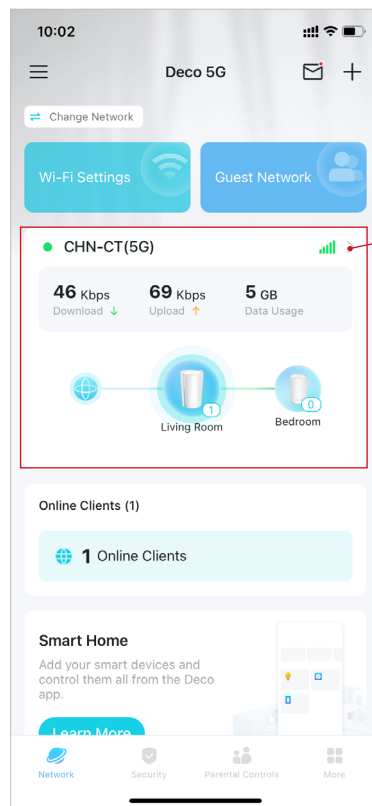 10:02
Deco 5G
Change Network
Wi-Fi Settings
Guest Network
CHN-CT(5G)
46 Kbps
69 Kbps
5 GB
Download ↓
Upload ↑
Data Usage
1
0
Living Room
Bedroom
Online Clients (1)
1 Online Clients
Smart Home
Add your smart devices and
control them all from the Deco
app.
Learn More
Network
Security
Parental Controls
More